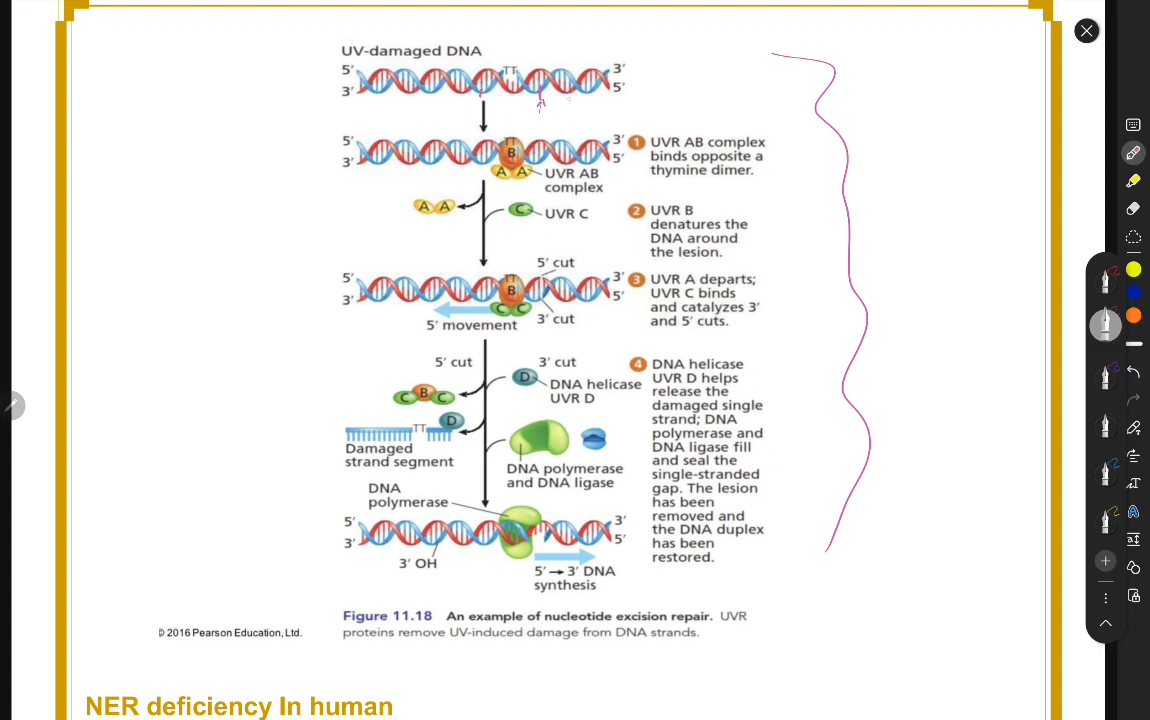 UV-damaged DNA
5′ TT 3′
3′ 5′
5′ TT 3′
3′ B 5′
A A
UVR AB
complex
1 UVR AB complex
binds opposite a
thymine dimer.
A A
C UVR C
2 UVR B
denatures the
DNA around
the lesion.
5′ cut
5′ TT 3′
3′ B 5′
C C
5′ movement
3′ cut
3 UVR A departs;
UVR C binds
and catalyzes 3′
and 5′ cuts.
5′ cut 3′ cut
D DNA helicase
UVR D
C B C
D
TT
Damaged
strand segment
DNA polymerase
and DNA ligase
4 DNA helicase
UVR D helps
release the
damaged single
strand; DNA
polymerase and
DNA ligase fill
and seal the
single-stranded
gap. The lesion
has been
removed and
the DNA duplex
has been
restored.
DNA
polymerase
5′ 3′
3′ 5′
3′ OH
5′→3′ DNA
synthesis
Figure 11.18 An example of nucleotide excision repair. UVR
proteins remove UV-induced damage from DNA strands.
© 2016 Pearson Education, Ltd.
NER deficiency In human